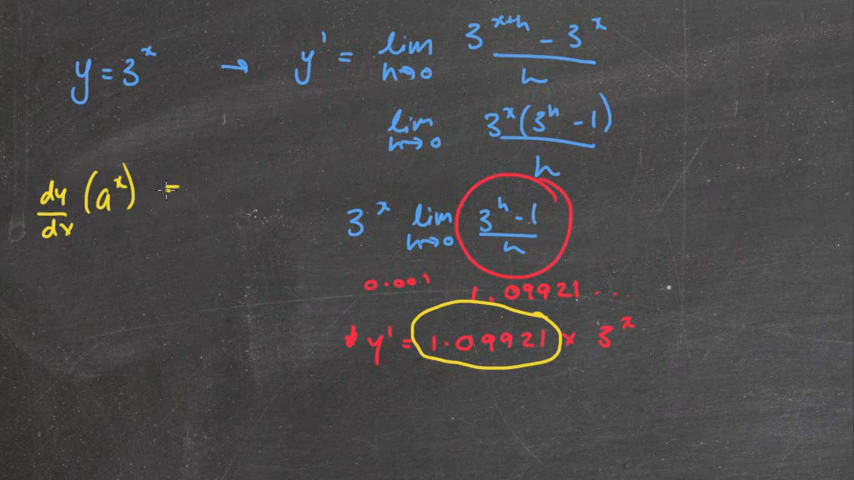 y = 3^x → y' = lim h→0 (3^(x+h) - 3^x)/h
lim h→0 3^x(3^h - 1)/h
dy/dx (a^x) =
3^x lim h→0 (3^h - 1)/h
0.001 1.09921..
y' = 1.09921 × 3^x